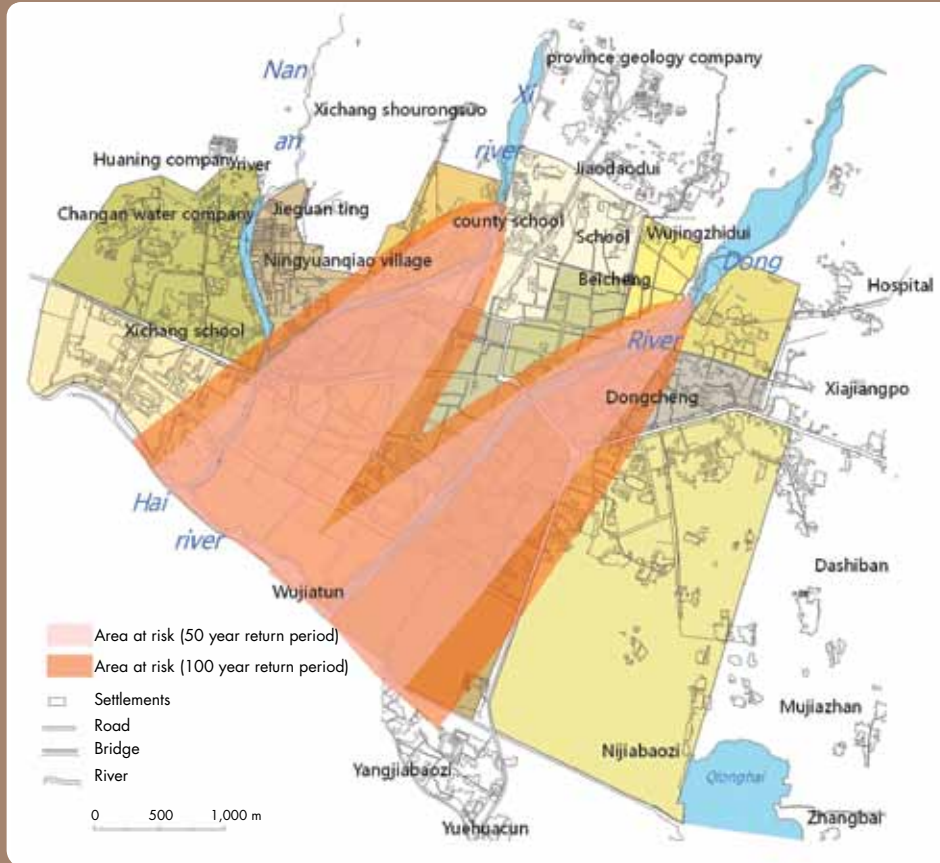 province geology company
Nan
Xi
Xichang shourongsuo
an
river
Huaning company
river
Jiaodaodui
Changan water company
Jieguan ting
county school
School
Wujingzhidui
Ningyuanqiao village
Beicheng
Dong
Hospital
Xichang school
River
Dongcheng
Xiajiangpo
Hai
river
Dashiban
Wujiatun
Area at risk (50 year return period)
Area at risk (100 year return period)
Settlements
Road
Bridge
River
Mujiazhan
Nijiabaozi
Yangjiabaozi
Qionghai
0 500 1,000 m
Zhangbai
Yuehuacun